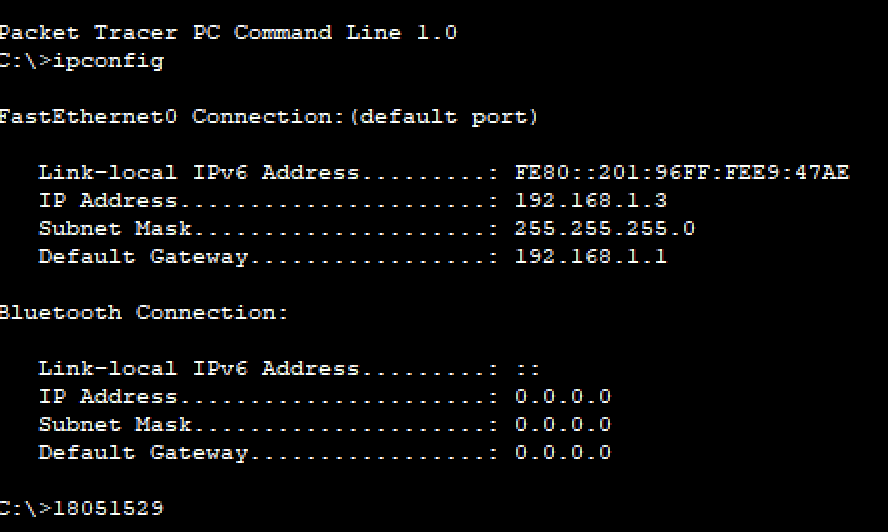 Packet Tracer PC Command Line 1.0
C:\>ipconfig
FastEthernet0 Connection:(default port)
Link-local IPv6 Address.........: FE80::201:96FF:FEE9:47AE
IP Address......................: 192.168.1.3
Subnet Mask.....................: 255.255.255.0
Default Gateway.................: 192.168.1.1
Bluetooth Connection:
Link-local IPv6 Address.........: ::
IP Address......................: 0.0.0.0
Subnet Mask.....................: 0.0.0.0
Default Gateway.................: 0.0.0.0
C:\>18051529